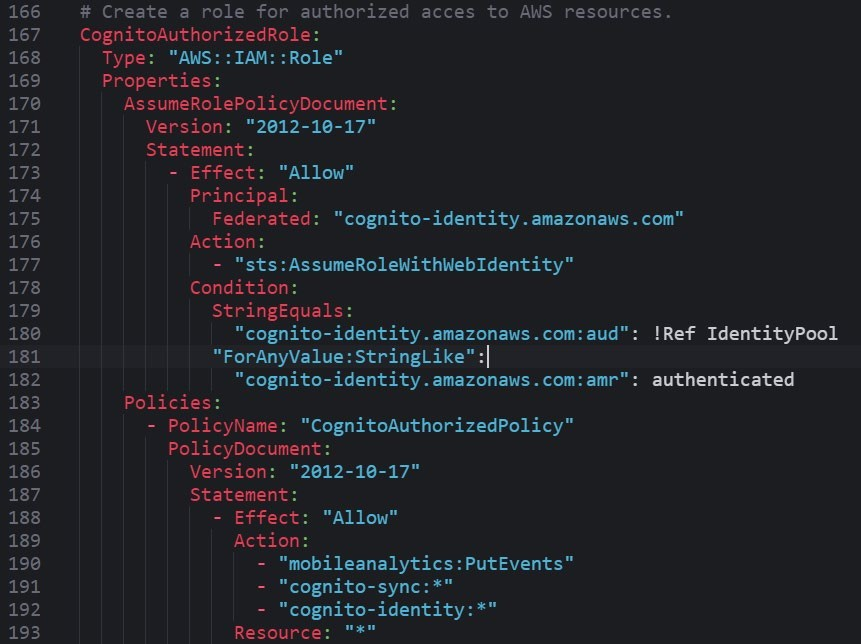 166 # Create a role for authorized acces to AWS resources.
167 CognitoAuthorizedRole:
168   Type: "AWS::IAM::Role"
169   Properties:
170     AssumeRolePolicyDocument:
171       Version: "2012-10-17"
172       Statement:
173         - Effect: "Allow"
174           Principal:
175             Federated: "cognito-identity.amazonaws.com"
176           Action:
177             - "sts:AssumeRoleWithWebIdentity"
178           Condition:
179             StringEquals:
180               "cognito-identity.amazonaws.com:aud": !Ref IdentityPool
181             "ForAnyValue:StringLike":
182               "cognito-identity.amazonaws.com:amr": authenticated
183     Policies:
184       - PolicyName: "CognitoAuthorizedPolicy"
185         PolicyDocument:
186           Version: "2012-10-17"
187           Statement:
188             - Effect: "Allow"
189               Action:
190                 - "mobileanalytics:PutEvents"
191                 - "cognito-sync:*"
192                 - "cognito-identity:*"
193               Resource: "*"